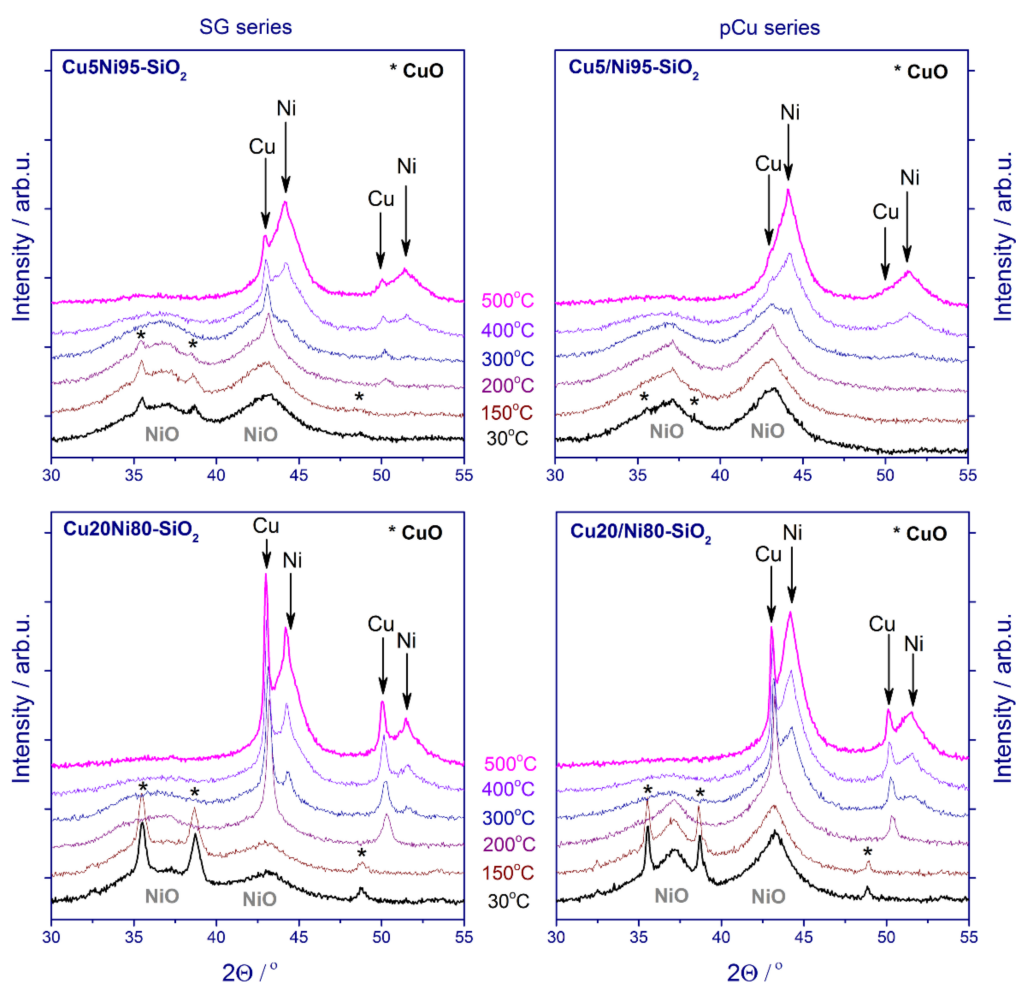 SG series
pCu series
Cu5Ni95-SiO₂
* CuO
Cu
Ni
Cu
Ni
*
*
*
NiO
NiO
Intensity / arb.u.
30 35 40 45 50 55
500°C
400°C
300°C
200°C
150°C
30°C
Cu5/Ni95-SiO₂
* CuO
Cu
Ni
Cu
Ni
*
*
NiO
NiO
Intensity / arb.u.
30 35 40 45 50 55
Cu20Ni80-SiO₂
* CuO
Cu
Ni
Cu
Ni
*
*
*
NiO
NiO
Intensity / arb.u.
30 35 40 45 50 55
2Θ / °
500°C
400°C
300°C
200°C
150°C
30°C
Cu20/Ni80-SiO₂
* CuO
Cu
Ni
Cu
Ni
*
*
*
NiO
NiO
Intensity / arb.u.
30 35 40 45 50 55
2Θ / °